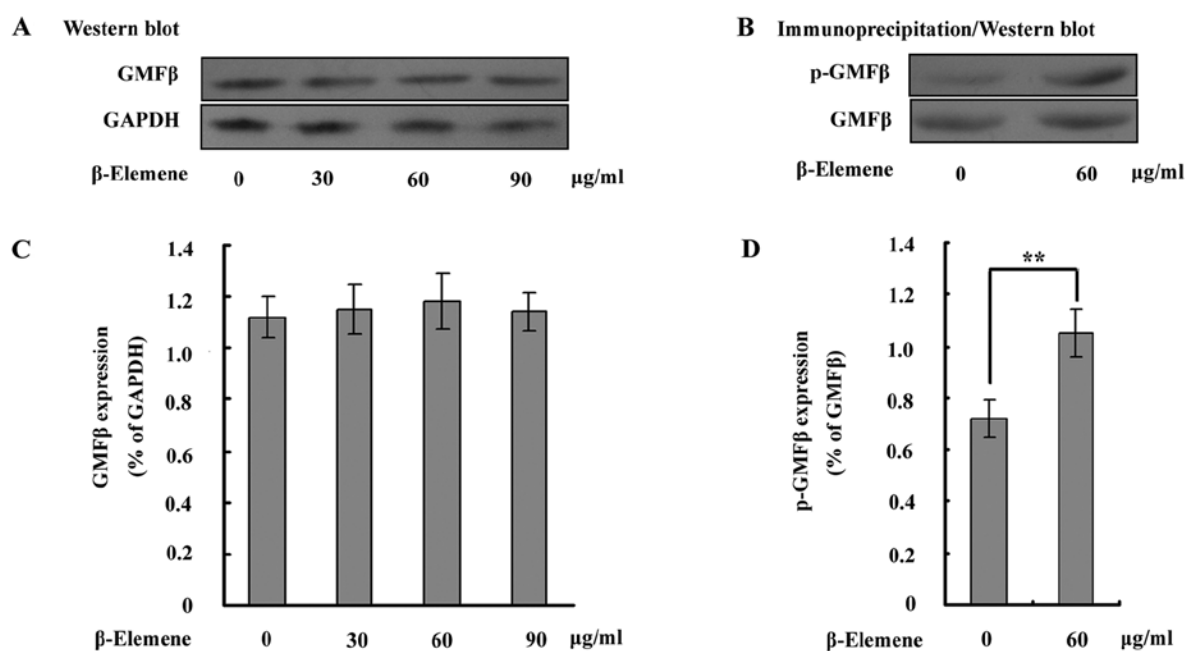 A Western blot
GMFβ
GAPDH
β-Elemene 0 30 60 90 μg/ml
B Immunoprecipitation/Western blot
p-GMFβ
GMFβ
β-Elemene 0 60 μg/ml
C
GMFβ expression
(% of GAPDH)
1.4
1.2
1.0
0.8
0.6
0.4
0.2
0
β-Elemene 0 30 60 90 μg/ml
D
p-GMFβ expression
(% of GMFβ)
1.4
1.2
1.0
0.8
0.6
0.4
0.2
0
**
β-Elemene 0 60 μg/ml